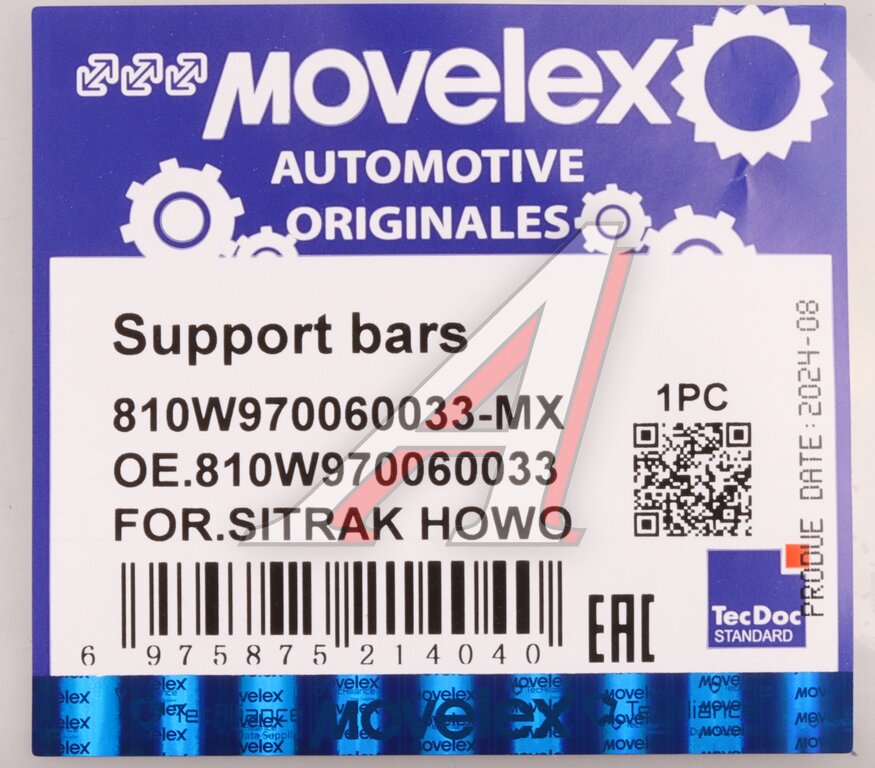 MOVELEX
AUTOMOTIVE
ORIGINALES
Support bars
810W970060033-MX
OE.810W970060033
FOR.SITRAK HOWO
1PC
PRODUE DATE:2024-08
6 975875 214040
EAC
TecDoc
STANDARD
MOVELEX